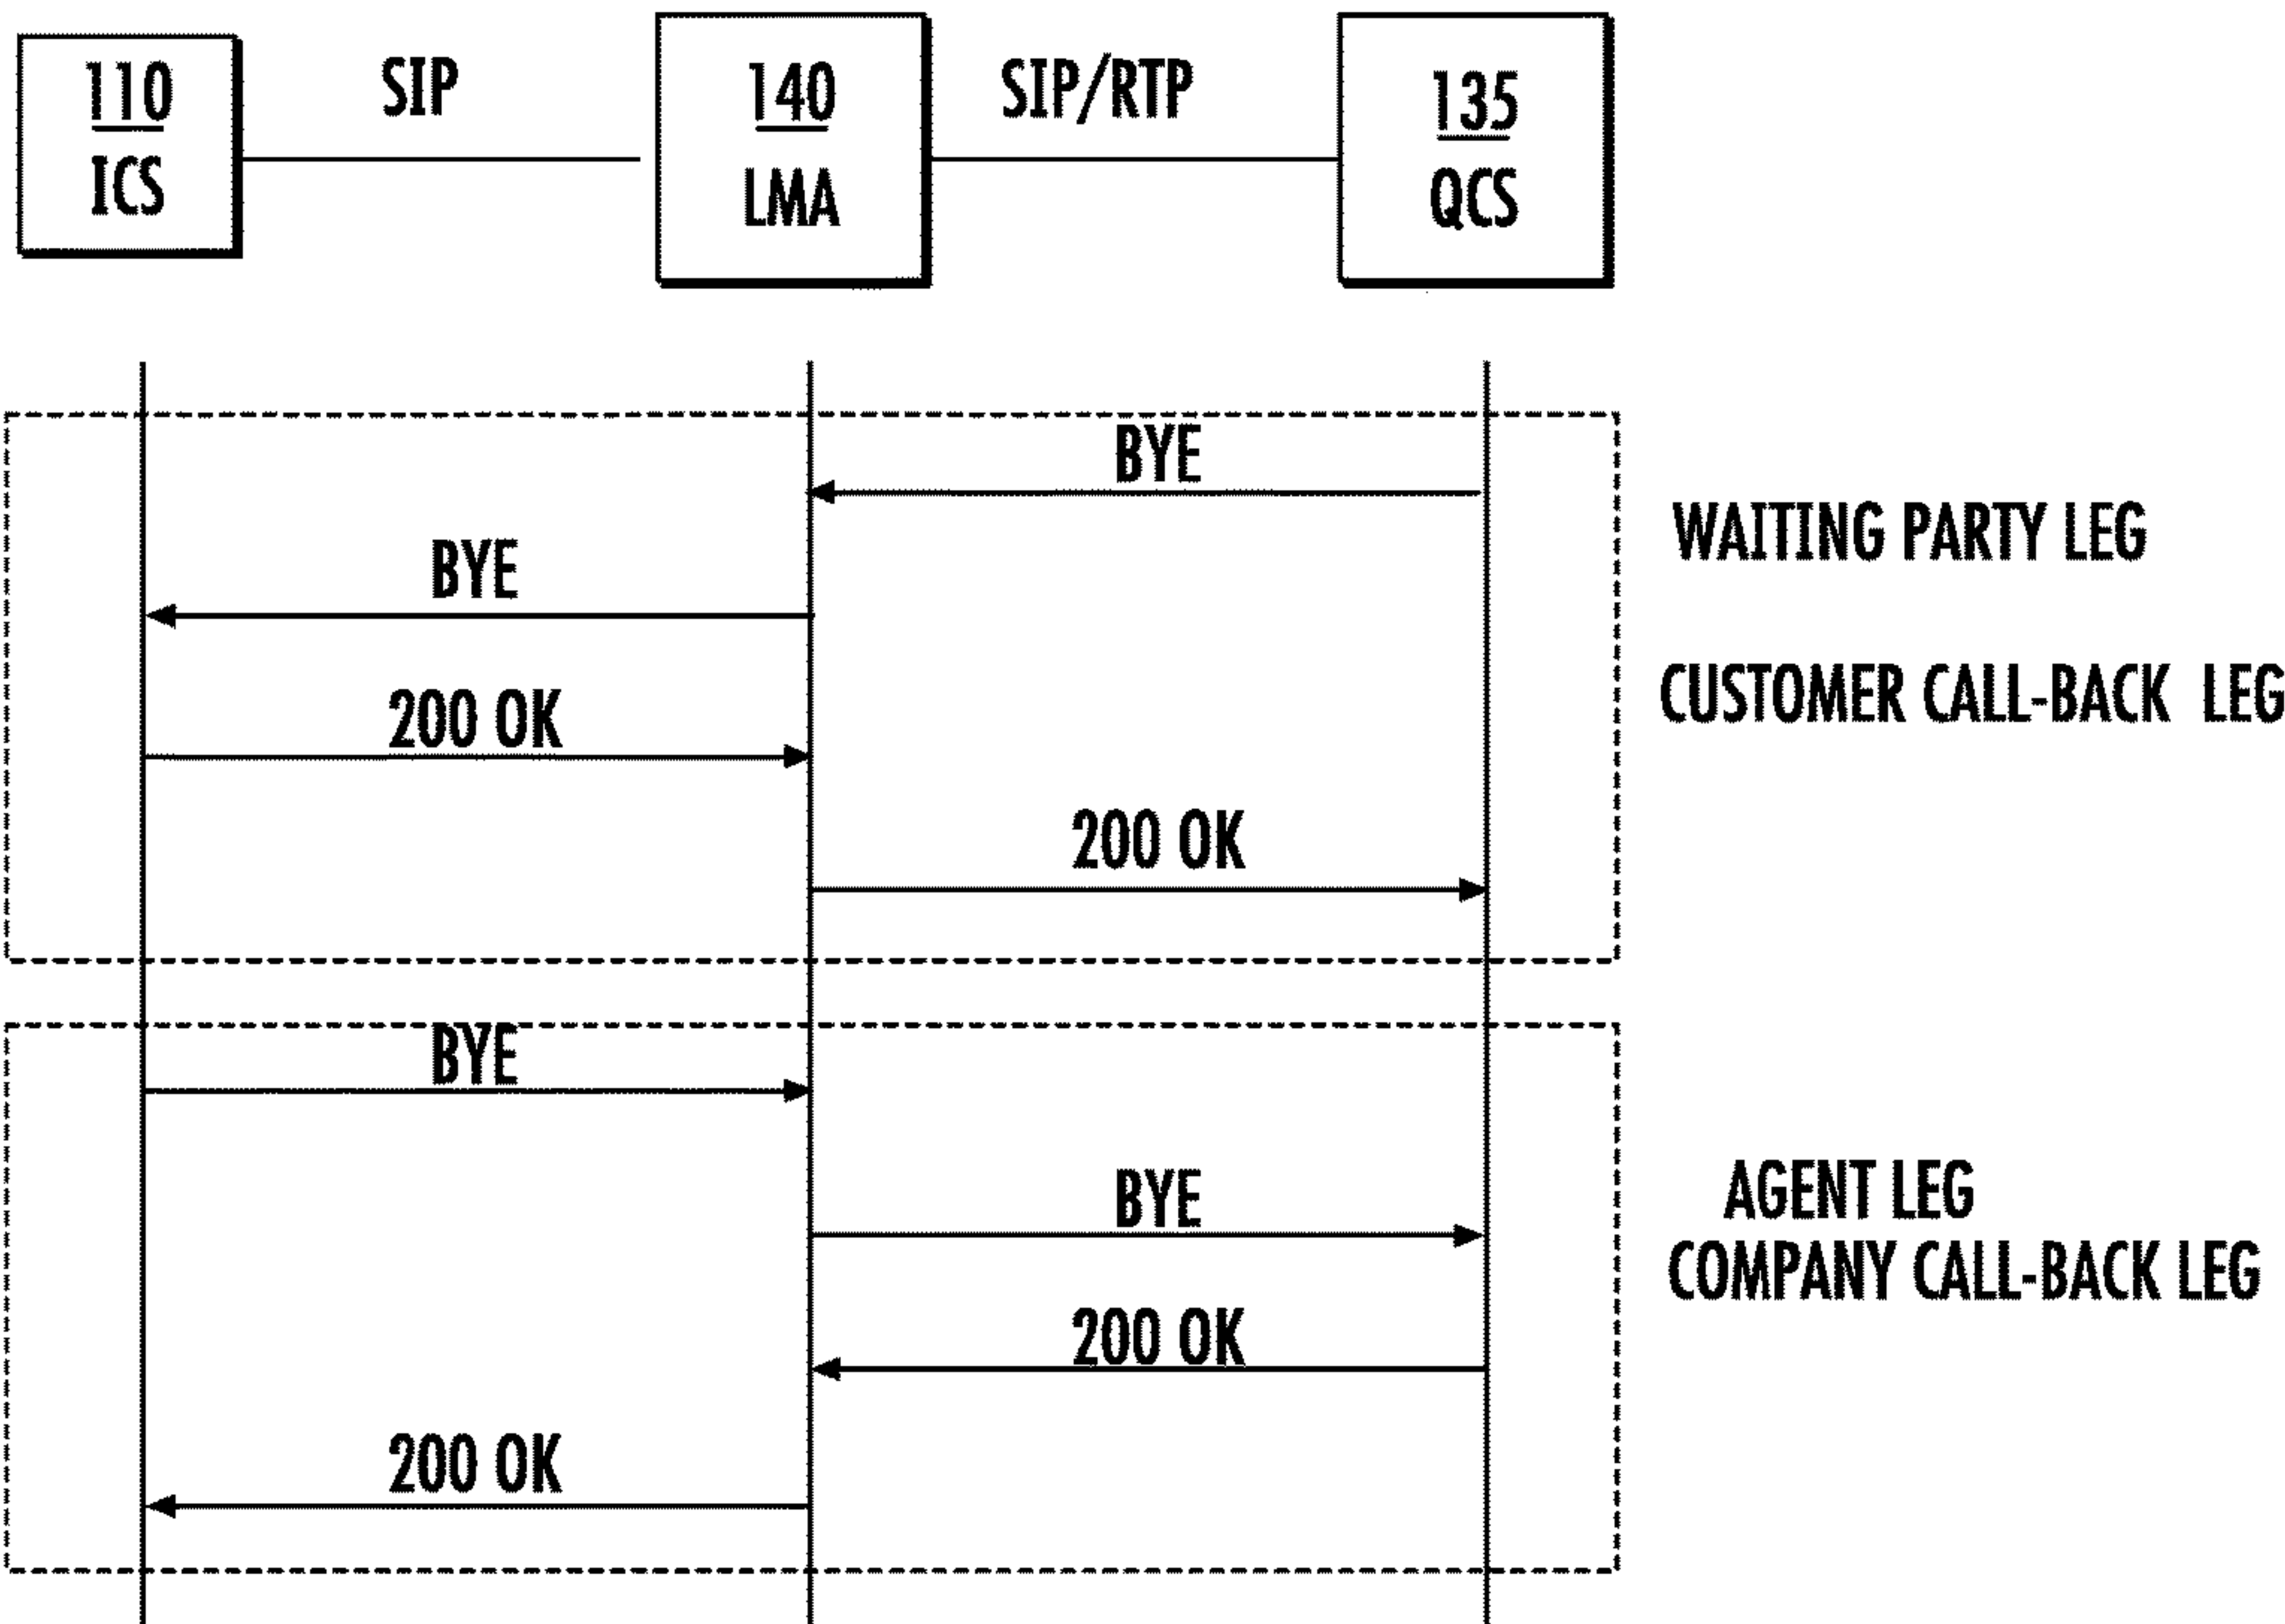 110
ICS
SIP
140
LMA
SIP/RTP
135
QCS
BYE
WAITING PARTY LEG
BYE
CUSTOMER CALL-BACK LEG
200 OK
200 OK
BYE
BYE
AGENT LEG
COMPANY CALL-BACK LEG
200 OK
200 OK